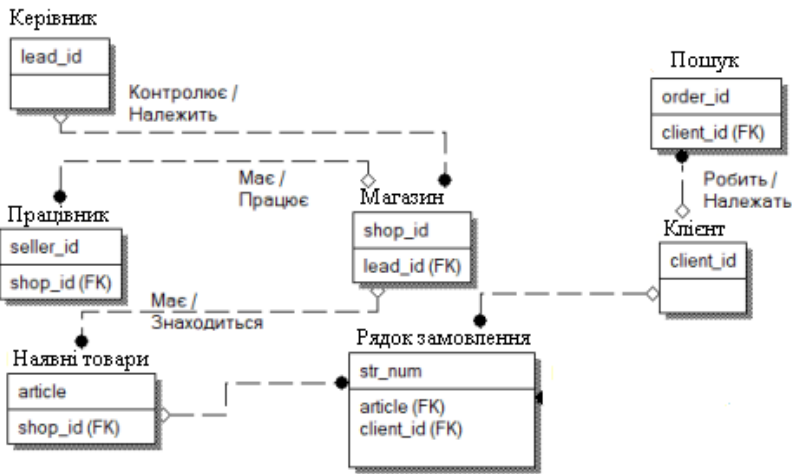 Керівник
lead_id
Контролює /
Належить
Пошук
order_id
client_id (FK)
Робить /
Належать
Має /
Працює
Працівник
seller_id
shop_id (FK)
Магазин
shop_id
lead_id (FK)
Клієнт
client_id
Має /
Знаходиться
Наявні товари
article
shop_id (FK)
Рядок замовлення
str_num
article (FK)
client_id (FK)